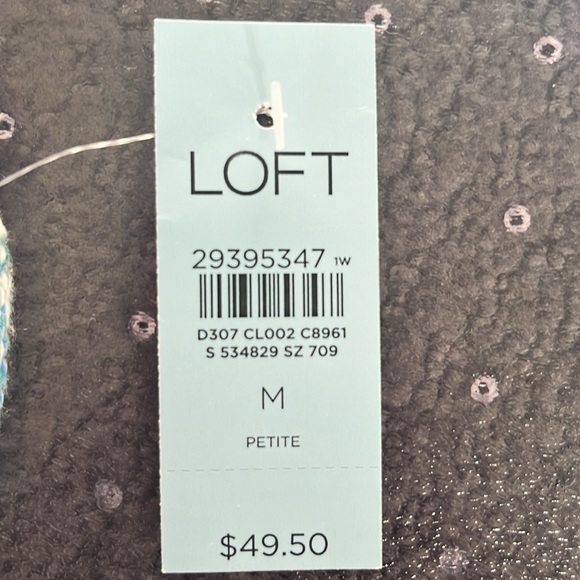 LOFT
29395347 1W
D307 CL002 C8961
S 534829 SZ 709
M
PETITE
$49.50